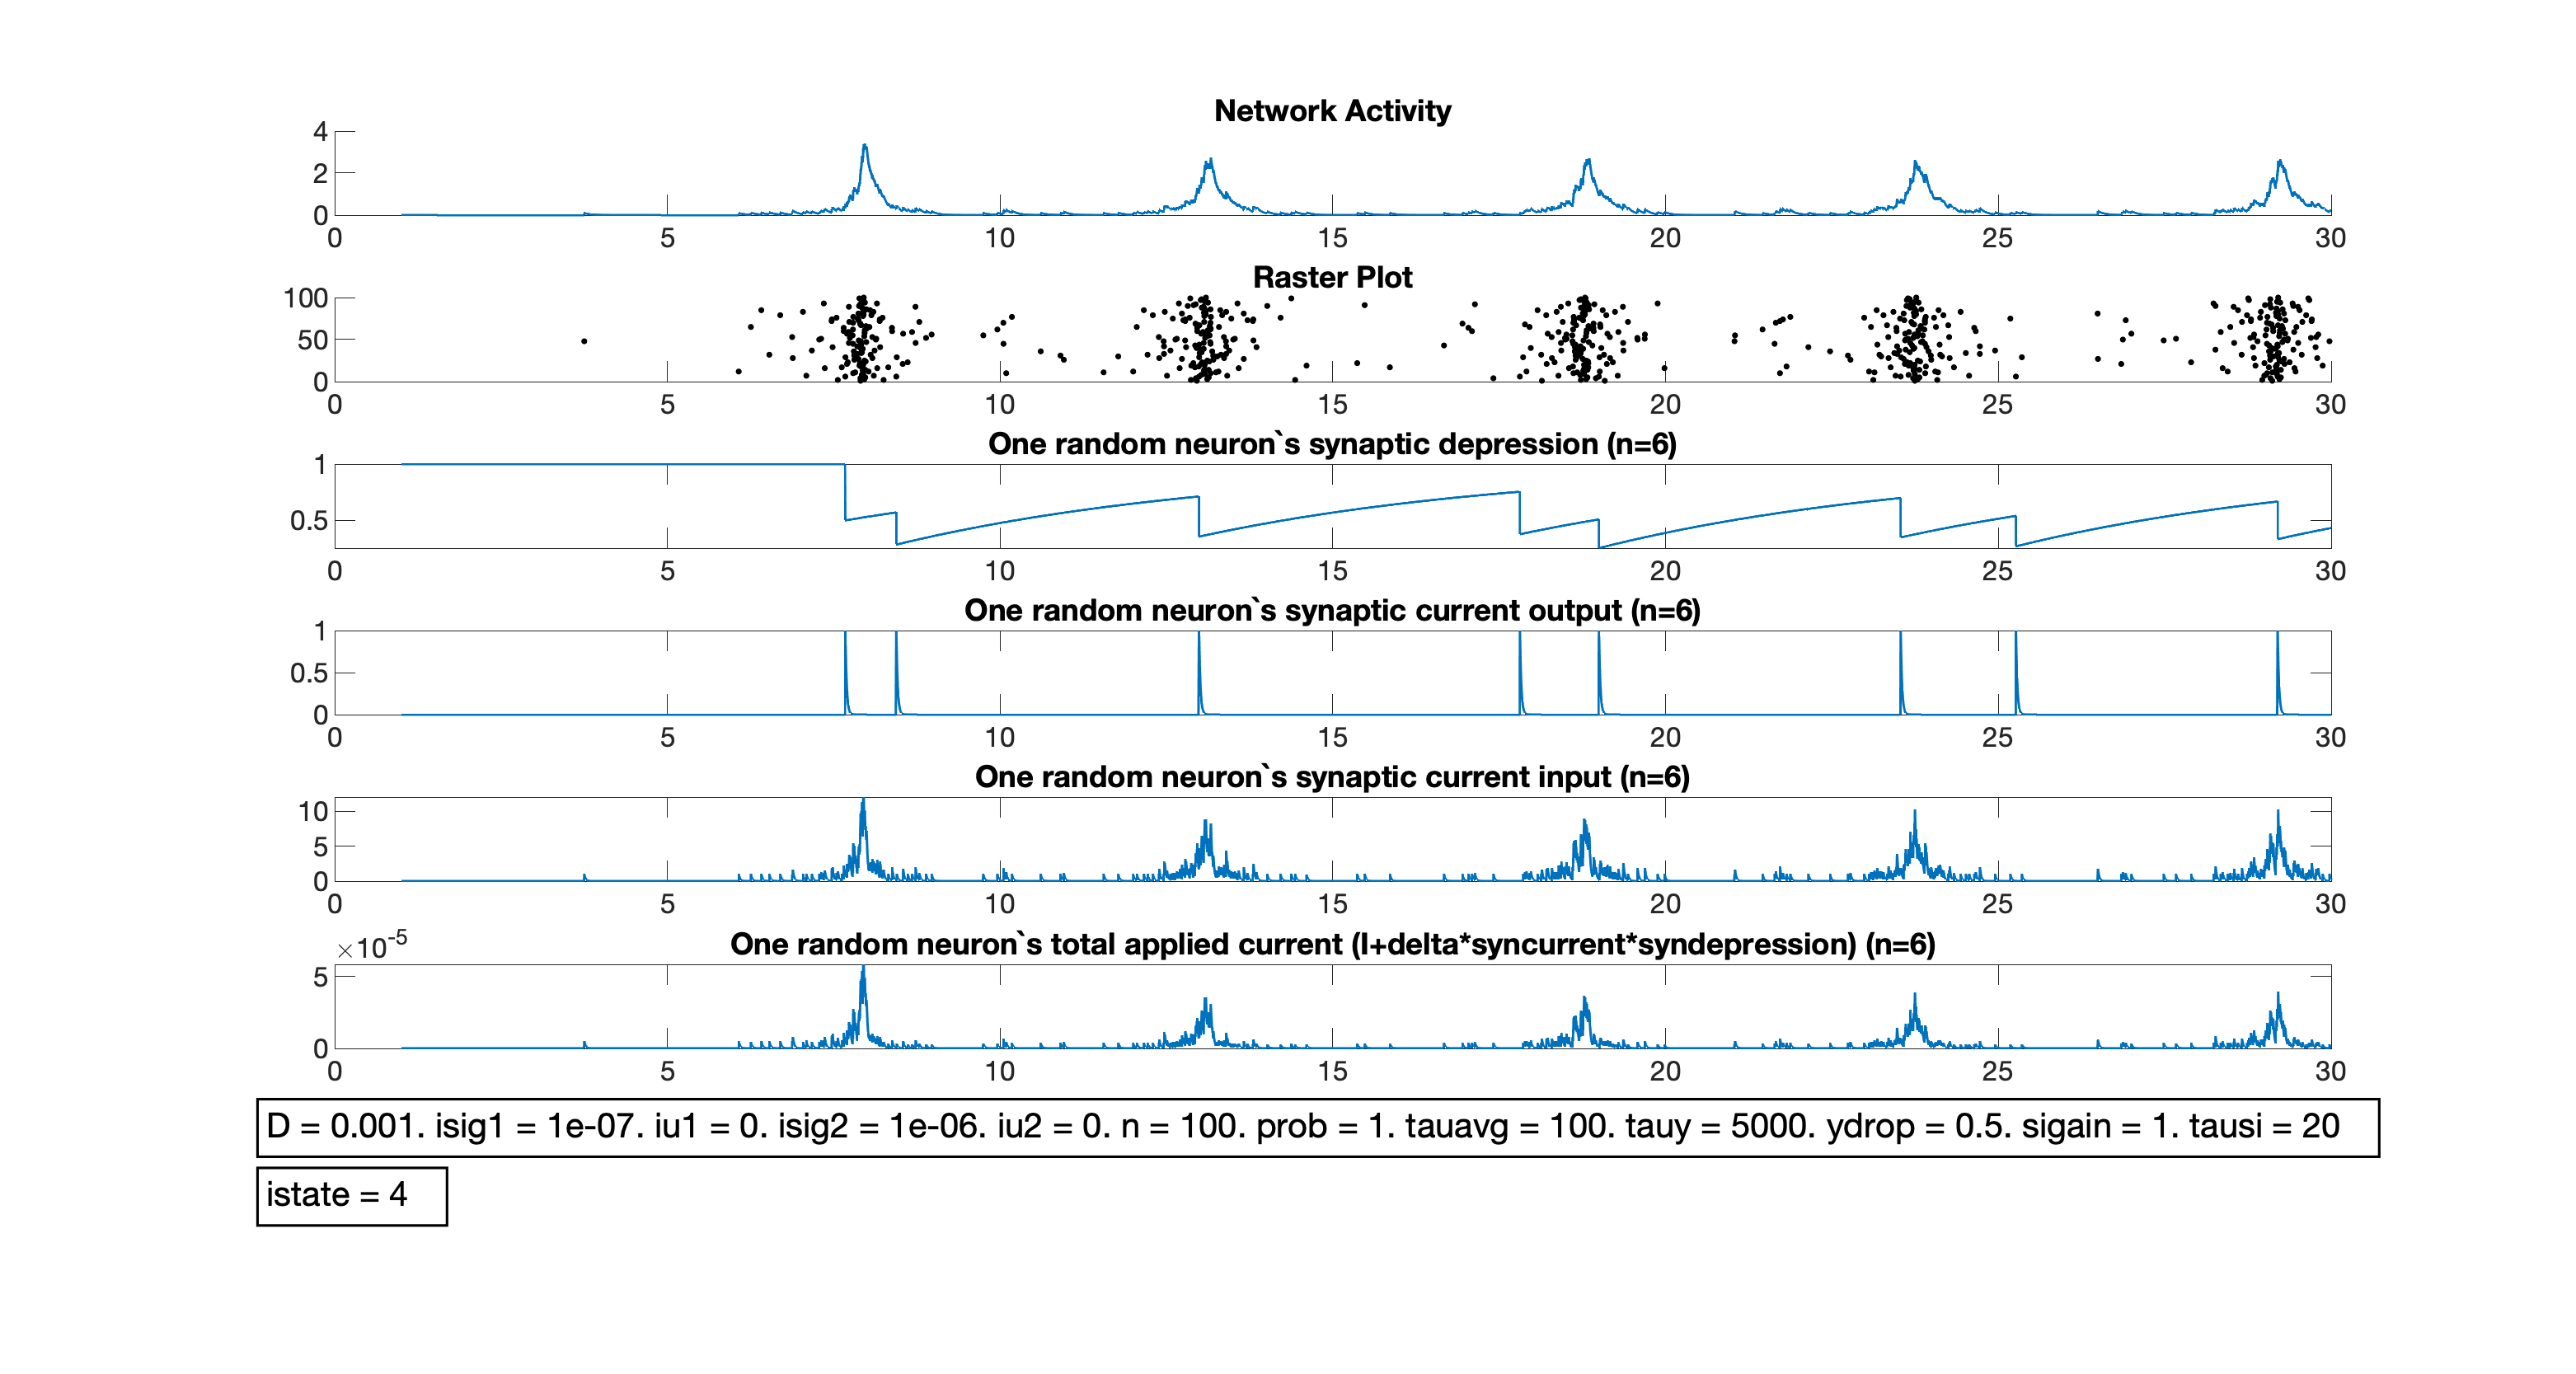 Network Activity
4
2
0
0 5 10 15 20 25 30
Raster Plot
100
50
0
0 5 10 15 20 25 30
One random neuron`s synaptic depression (n=6)
1
0.5
0 5 10 15 20 25 30
One random neuron`s synaptic current output (n=6)
1
0.5
0
0 5 10 15 20 25 30
One random neuron`s synaptic current input (n=6)
10
5
0
0 5 10 15 20 25 30
×10-5
One random neuron`s total applied current (I+delta*syncurrent*syndepression) (n=6)
5
0
0 5 10 15 20 25 30
D = 0.001. isig1 = 1e-07. iu1 = 0. isig2 = 1e-06. iu2 = 0. n = 100. prob = 1. tauavg = 100. tauy = 5000. ydrop = 0.5. sigain = 1. tausi = 20
istate = 4